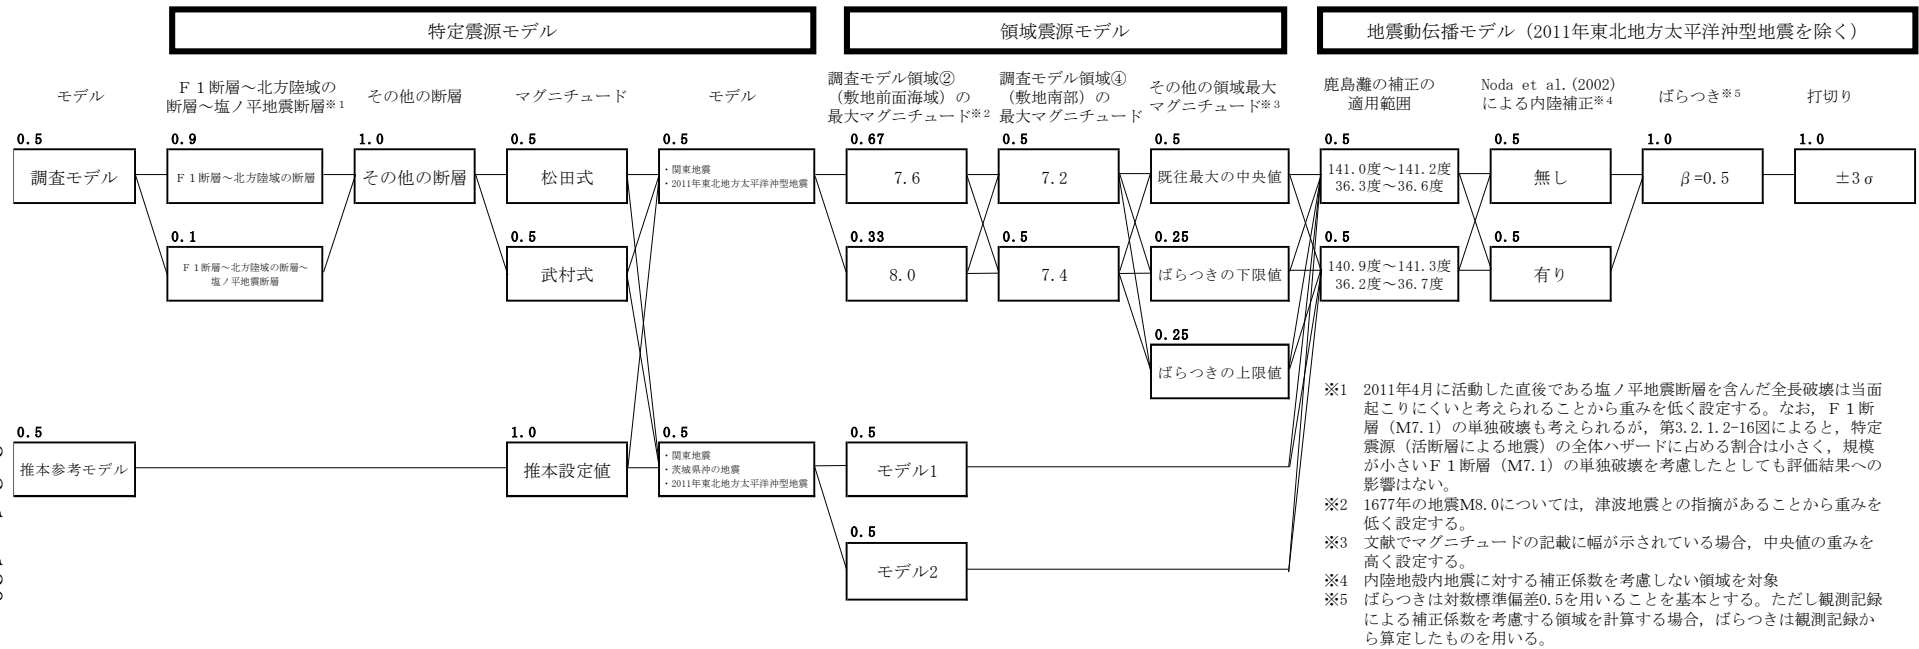 特定震源モデル
領域震源モデル
地震動伝播モデル（2011年東北地方太平洋沖型地震を除く）
モデル
Ｆ１断層～北方陸域の
断層～塩ノ平地震断層※1
その他の断層
マグニチュード
モデル
調査モデル領域②
（敷地前面海域）の
最大マグニチュード※2
調査モデル領域④
（敷地南部）の
最大マグニチュード
その他の領域最大
マグニチュード※3
鹿島灘の補正の
適用範囲
Noda et al.(2002)
による内陸補正※4
ばらつき※5
打切り
0.5
調査モデル
0.9
Ｆ１断層～北方陸域の断層
1.0
その他の断層
0.5
松田式
0.5
・関東地震
・2011年東北地方太平洋沖型地震
0.67
7.6
0.5
7.2
0.5
既往最大の中央値
0.5
141.0度～141.2度
36.3度～36.6度
0.5
無し
1.0
β=0.5
1.0
±3σ
0.1
Ｆ１断層～北方陸域の断層～
塩ノ平地震断層
0.5
武村式
0.33
8.0
0.5
7.4
0.25
ばらつきの下限値
0.5
140.9度～141.3度
36.2度～36.7度
0.5
有り
0.25
ばらつきの上限値
0.5
推本参考モデル
1.0
推本設定値
0.5
・関東地震
・茨城県沖の地震
・2011年東北地方太平洋沖型地震
0.5
モデル1
0.5
モデル2
※1 2011年4月に活動した直後である塩ノ平地震断層を含んだ全長破壊は当面
起こりにくいと考えられることから重みを低く設定する。なお，Ｆ１断
層（M7.1）の単独破壊も考えられるが，第3.2.1.2-16図によると，特定
震源（活断層による地震）の全体ハザードに占める割合は小さく，規模
が小さいＦ１断層（M7.1）の単独破壊を考慮したとしても評価結果への
影響はない。
※2 1677年の地震M8.0については，津波地震との指摘があることから重みを
低く設定する。
※3 文献でマグニチュードの記載に幅が示されている場合，中央値の重みを
高く設定する。
※4 内陸地殻内地震に対する補正係数を考慮しない領域を対象
※5 ばらつきは対数標準偏差0.5を用いることを基本とする。ただし観測記録
による補正係数を考慮する領域を計算する場合，ばらつきは観測記録か
ら算定したものを用いる。